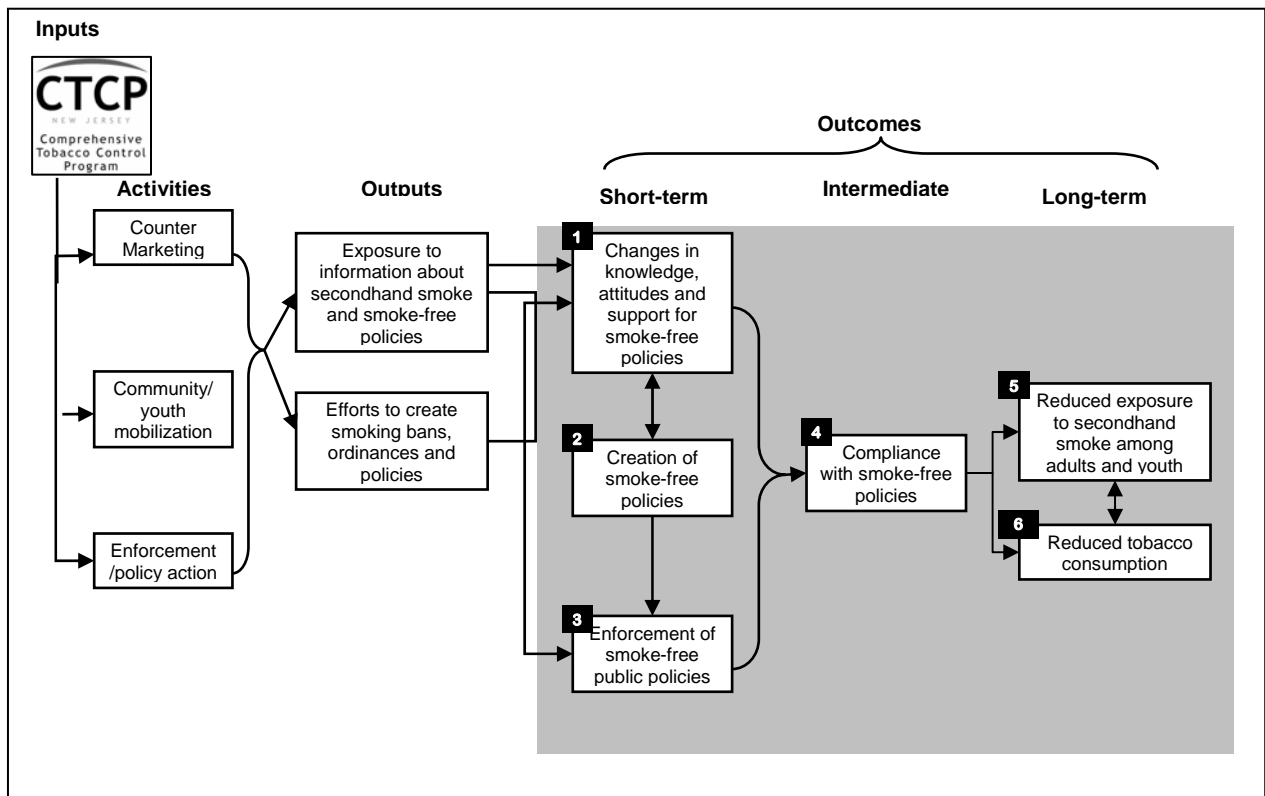 Inputs
CTCP
NEW JERSEY
Comprehensive
Tobacco Control
Program
Outcomes
Activities
Outputs
Short-term
Intermediate
Long-term
Counter
Marketing
Community/
youth
mobilization
Enforcement
/policy action
Exposure to
information about
secondhand smoke
and smoke-free
policies
Efforts to create
smoking bans,
ordinances and
policies
1
Changes in
knowledge,
attitudes and
support for
smoke-free
policies
2
Creation of
smoke-free
policies
3
Enforcement of
smoke-free
public policies
4
Compliance
with smoke-free
policies
5
Reduced exposure
to secondhand
smoke among
adults and youth
6
Reduced tobacco
consumption